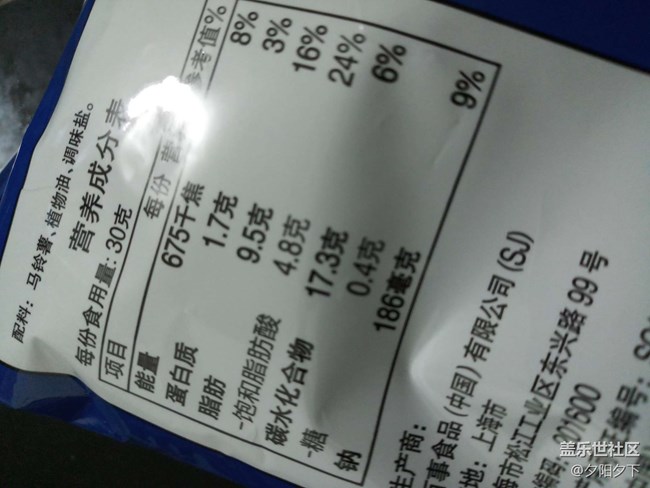 配料：马铃薯、植物油、调味盐。
营养成分表
每份食用量: 30克
项目 每份 参考值%
能量 675千焦 8%
蛋白质 1.7克 3%
脂肪 9.5克 16%
-饱和脂肪酸 4.8克 24%
碳水化合物 17.3克 6%
-糖 0.4克
钠 186毫克 9%
生产商:
事食品(中国)有限公司(SJ)
地: 上海市
海市松江工业区东兴路99号
201600
编号:
盖乐世社区
@夕阳夕下